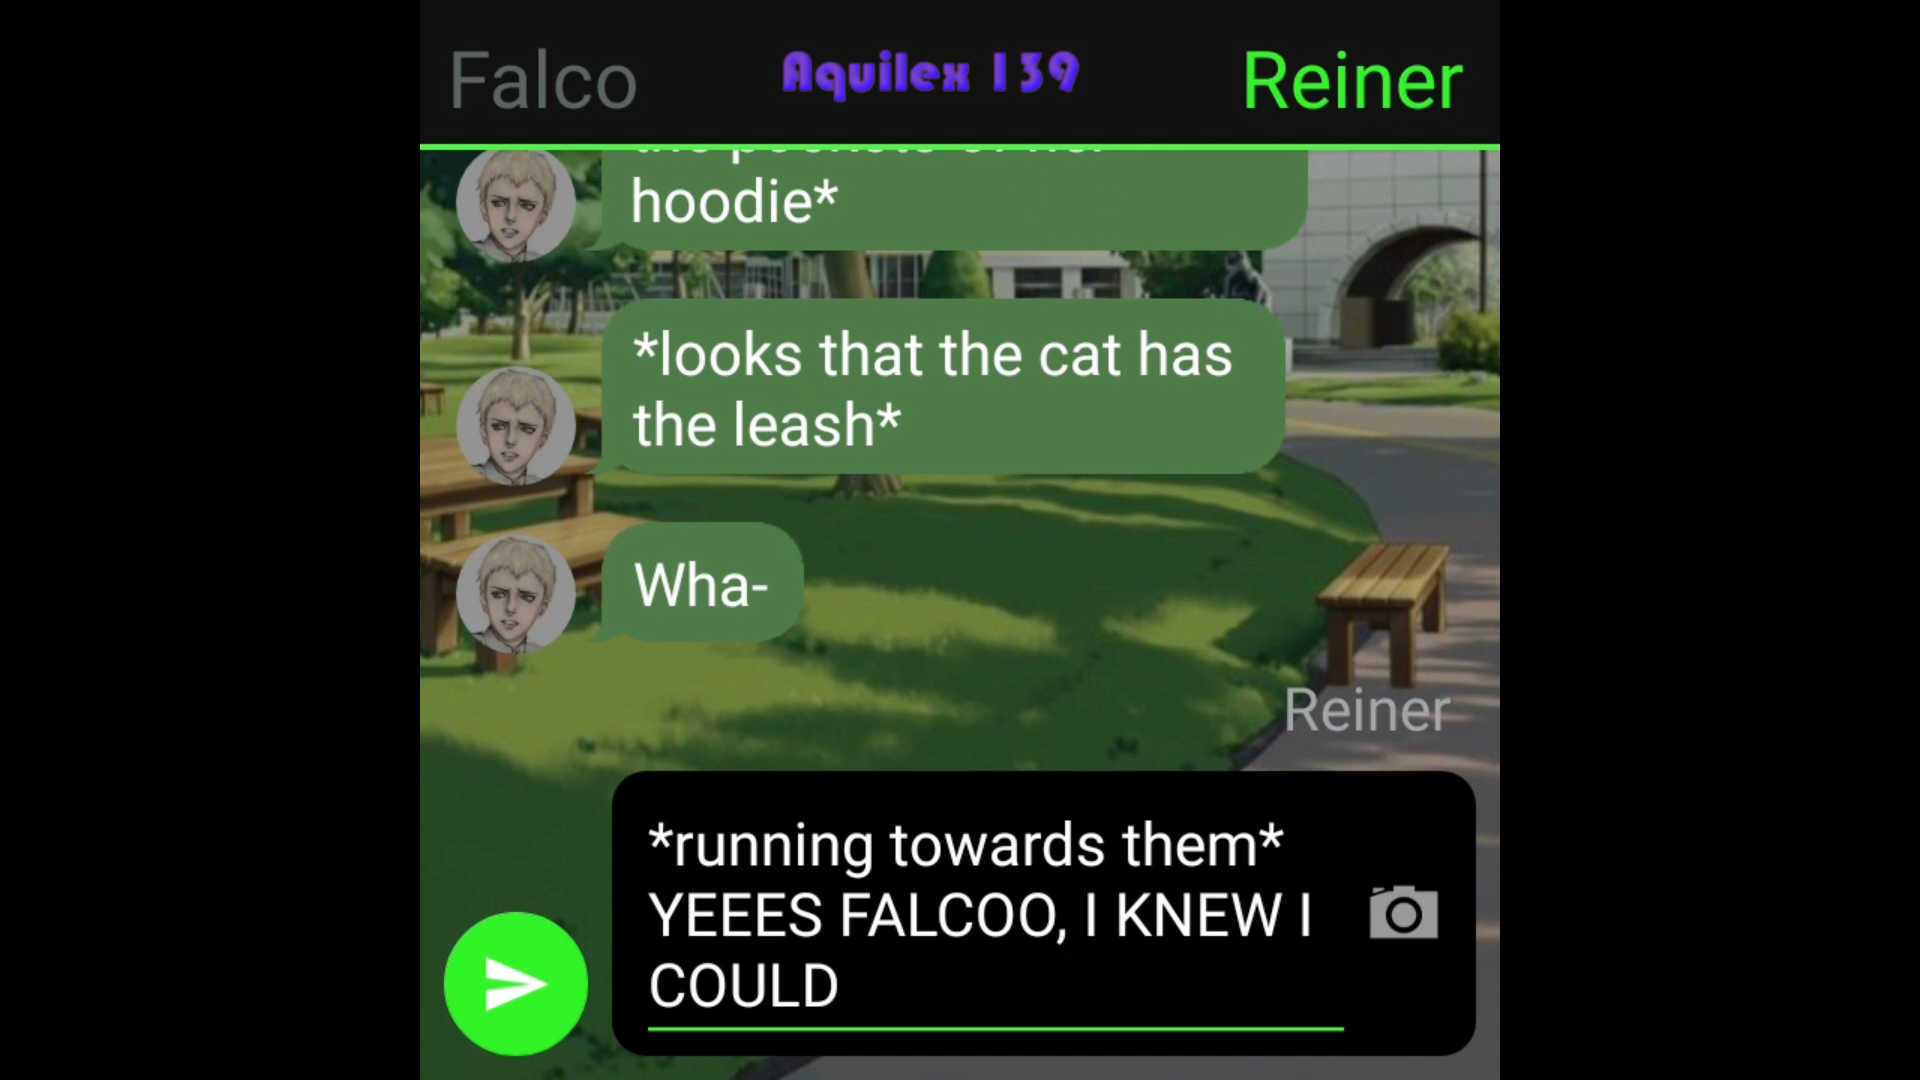 Falco
Aquilex 139
Reiner
hoodie*
*looks that the cat has
the leash*
Wha-
Reiner
*running towards them*
YEEES FALCOO, I KNEW I
COULD